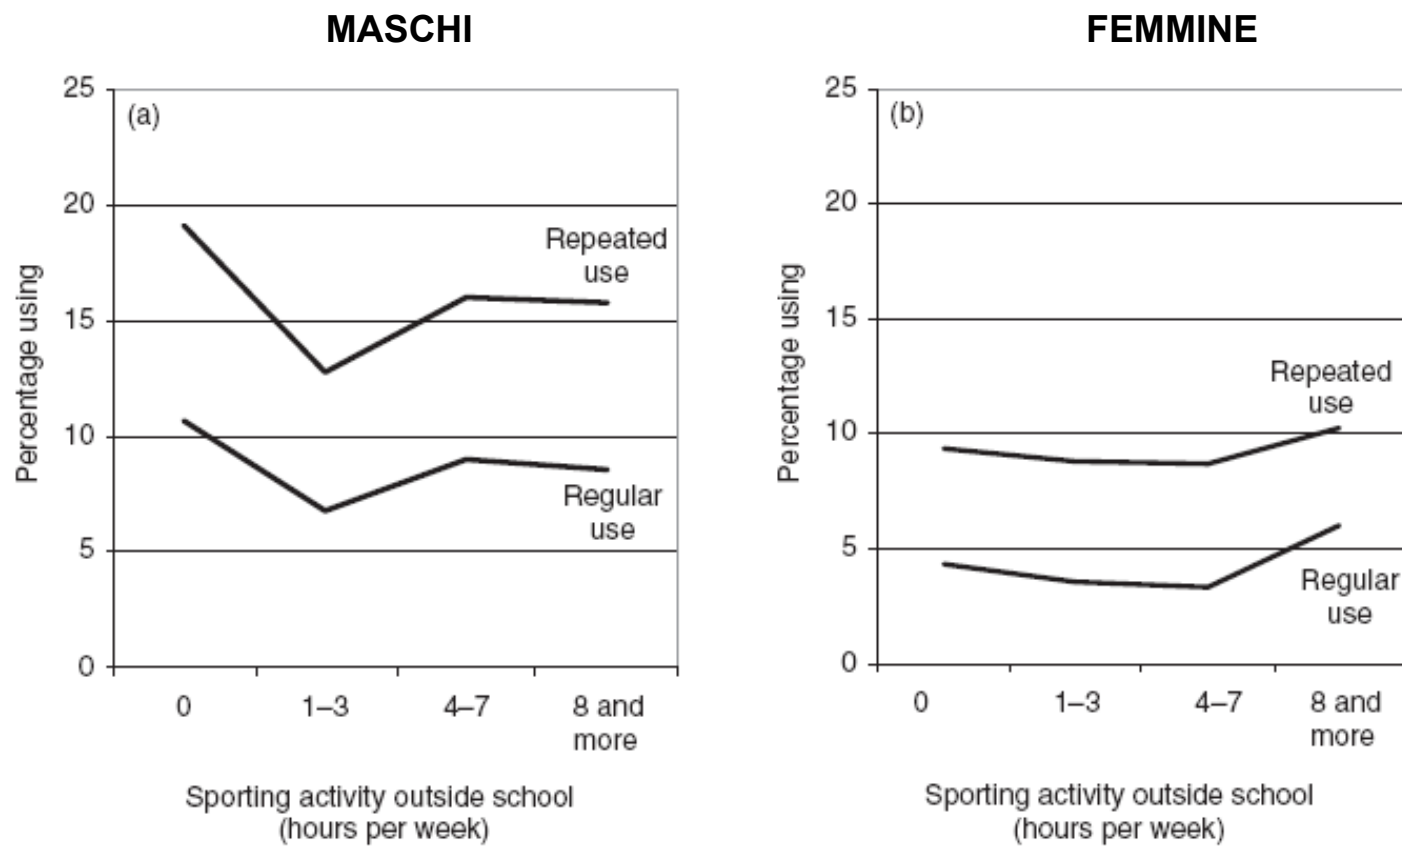 MASCHI
(a)
25
20
15
10
5
0
Percentage using
Repeated
use
Regular
use
0
1–3
4–7
8 and
more
Sporting activity outside school
(hours per week)
FEMMINE
(b)
25
20
15
10
5
0
Percentage using
Repeated
use
Regular
use
0
1–3
4–7
8 and
more
Sporting activity outside school
(hours per week)